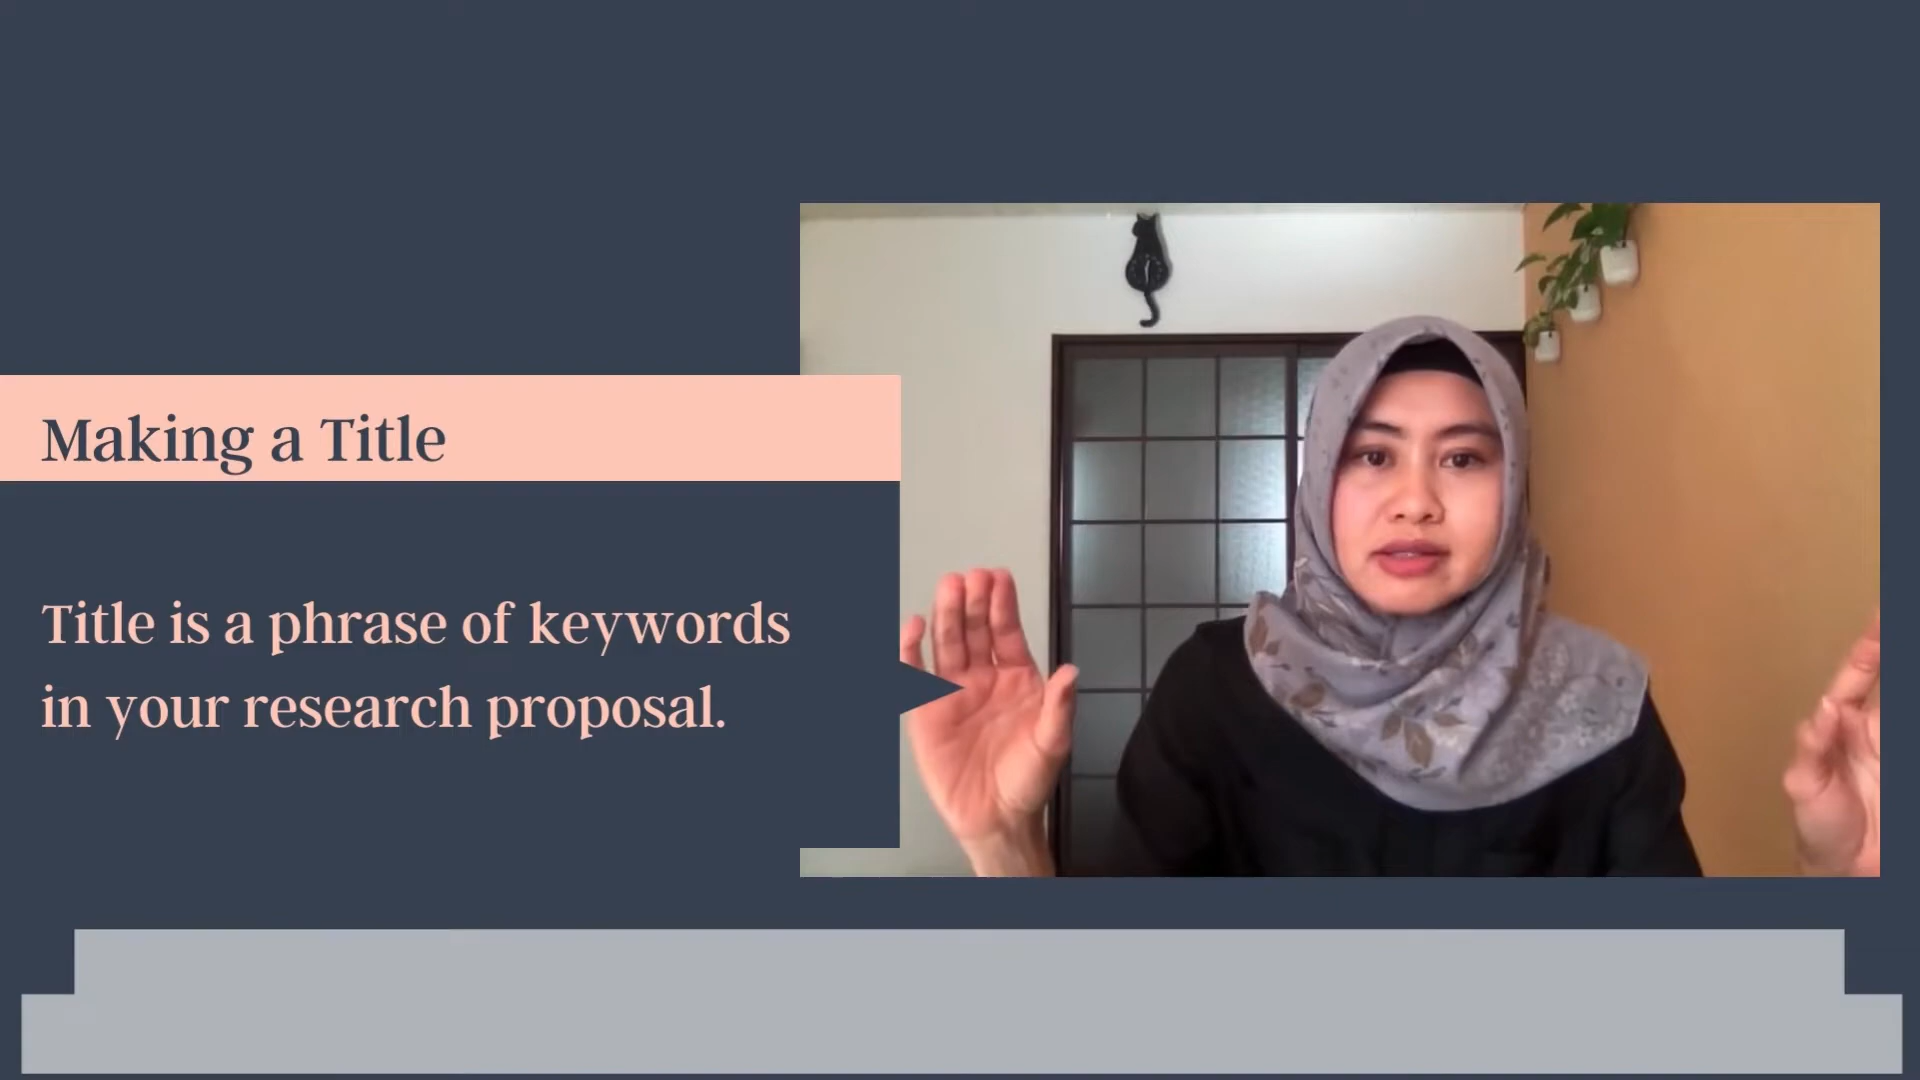 Making a Title
Title is a phrase of keywords
in your research proposal.